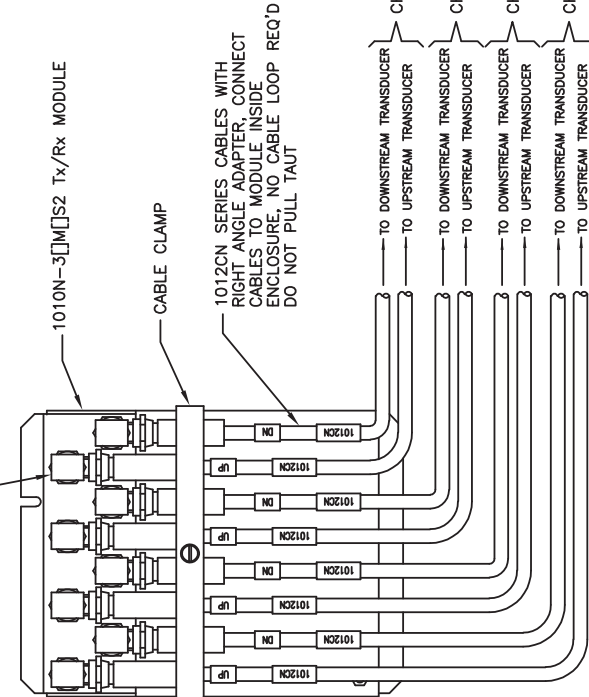 1010N-3[]M[]S2 Tx/Rx MODULE
CABLE CLAMP
1012CN SERIES CABLES WITH
RIGHT ANGLE ADAPTER, CONNECT
CABLES TO MODULE INSIDE
ENCLOSURE, NO CABLE LOOP REQ'D
DO NOT PULL TAUT
TO DOWNSTREAM TRANSDUCER
TO UPSTREAM TRANSDUCER
TO DOWNSTREAM TRANSDUCER
TO UPSTREAM TRANSDUCER
TO DOWNSTREAM TRANSDUCER
TO UPSTREAM TRANSDUCER
TO DOWNSTREAM TRANSDUCER
TO UPSTREAM TRANSDUCER
DN 1012CN
UP 1012CN
DN 1012CN
UP 1012CN
DN 1012CN
UP 1012CN
DN 1012CN
UP 1012CN